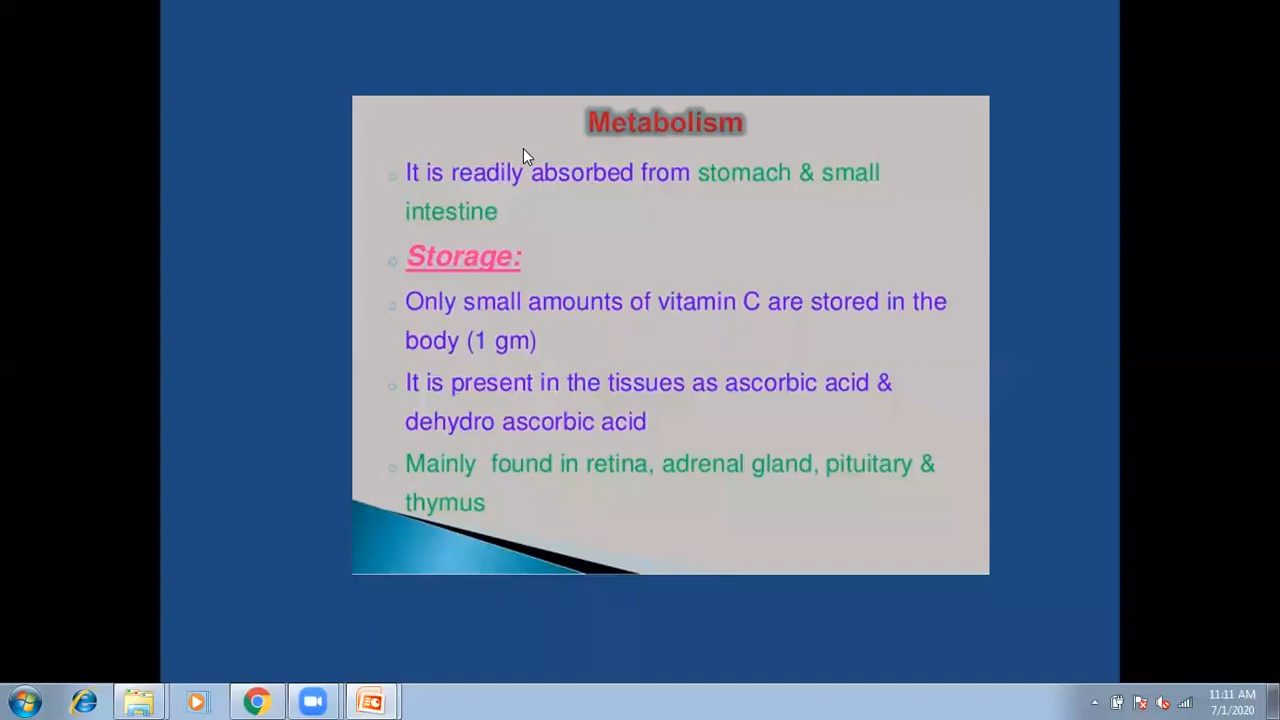 Metabolism
It is readily absorbed from stomach & small
intestine
Storage:
Only small amounts of vitamin C are stored in the
body (1 gm)
It is present in the tissues as ascorbic acid &
dehydro ascorbic acid
Mainly  found in retina, adrenal gland, pituitary &
thymus
11:11 AM
7/1/2020